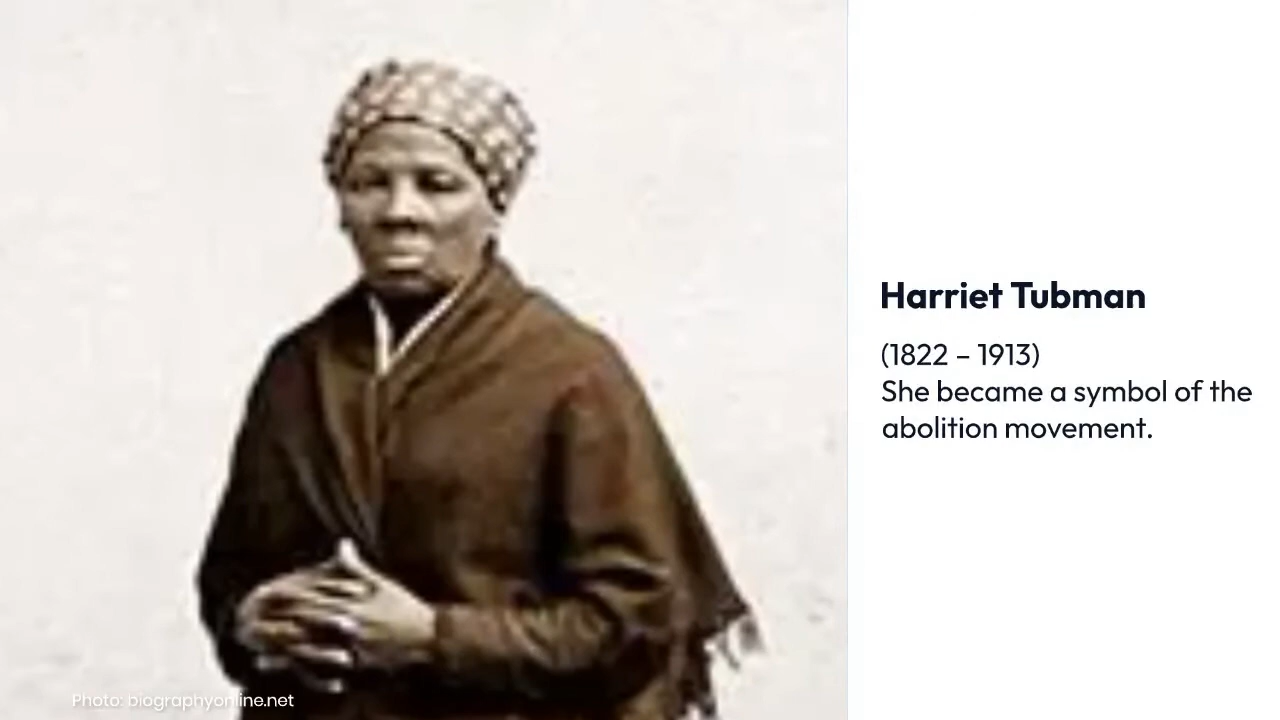 Harriet Tubman
(1822 – 1913)
She became a symbol of the
abolition movement.
Photo: biographyonline.net